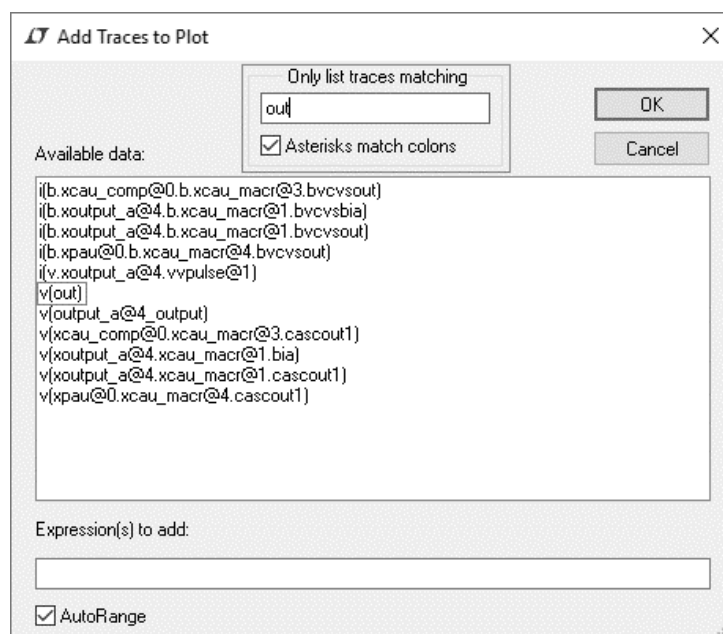 Add Traces to Plot
Only list traces matching
out
Asterisks match colons
OK
Cancel
Available data:
i(b.xcau_comp@0.b.xcau_macr@3.bvcvsout)
i(b.xoutput_a@4.b.xcau_macr@1.bvcvsbia)
i(b.xoutput_a@4.b.xcau_macr@1.bvcvsout)
i(b.xpau@0.b.xcau_macr@4.bvcvsout)
i(v.xoutput_a@4.vvpulse@1)
v(out)
v(output_a@4_output)
v(xcau_comp@0.xcau_macr@3.cascout1)
v(xoutput_a@4.xcau_macr@1.bia)
v(xoutput_a@4.xcau_macr@1.cascout1)
v(xpau@0.xcau_macr@4.cascout1)
Expression(s) to add:
AutoRange